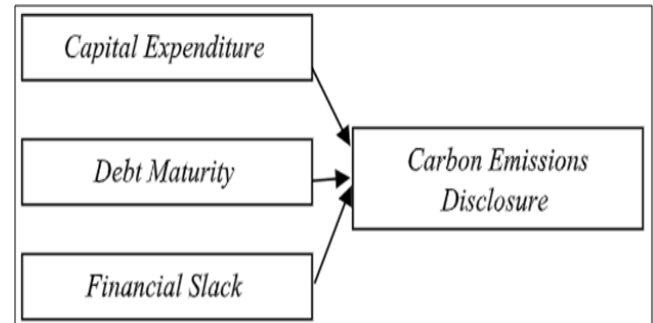 Capital Expenditure
Debt Maturity
Carbon Emissions
Disclosure
Financial Slack